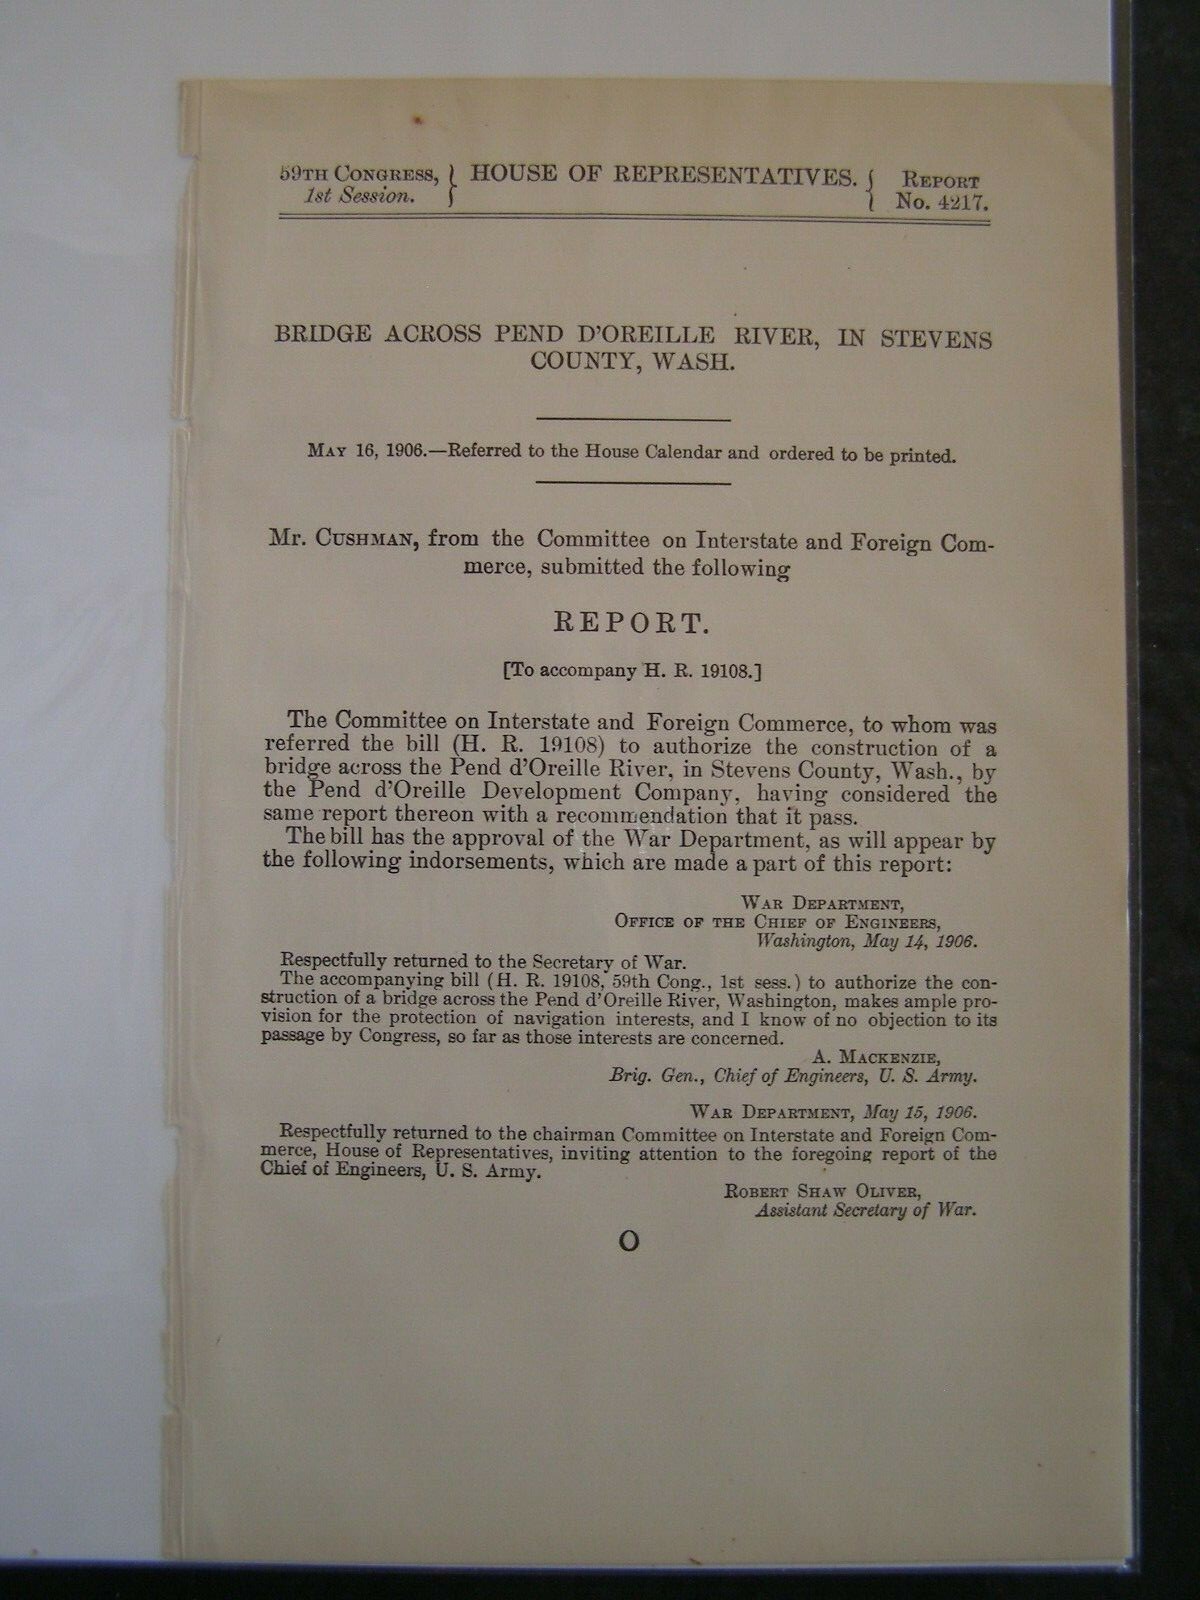 59TH CONGRESS, } HOUSE OF REPRESENTATIVES. { REPORT
1st Session. } { No. 4217.
BRIDGE ACROSS PEND D'OREILLE RIVER, IN STEVENS
COUNTY, WASH.
MAY 16, 1906.—Referred to the House Calendar and ordered to be printed.
Mr. CUSHMAN, from the Committee on Interstate and Foreign Com-
merce, submitted the following
REPORT.
[To accompany H. R. 19108.]
The Committee on Interstate and Foreign Commerce, to whom was
referred the bill (H. R. 19108) to authorize the construction of a
bridge across the Pend d'Oreille River, in Stevens County, Wash., by
the Pend d'Oreille Development Company, having considered the
same report thereon with a recommendation that it pass.
The bill has the approval of the War Department, as will appear by
the following indorsements, which are made a part of this report:
WAR DEPARTMENT,
OFFICE OF THE CHIEF OF ENGINEERS,
Washington, May 14, 1906.
Respectfully returned to the Secretary of War.
The accompanying bill (H. R. 19108, 59th Cong., 1st sess.) to authorize the con-
struction of a bridge across the Pend d'Oreille River, Washington, makes ample pro-
vision for the protection of navigation interests, and I know of no objection to its
passage by Congress, so far as those interests are concerned.
A. MACKENZIE,
Brig. Gen., Chief of Engineers, U. S. Army.
WAR DEPARTMENT, May 15, 1906.
Respectfully returned to the chairman Committee on Interstate and Foreign Com-
merce, House of Representatives, inviting attention to the foregoing report of the
Chief of Engineers, U. S. Army.
ROBERT SHAW OLIVER,
Assistant Secretary of War.
O